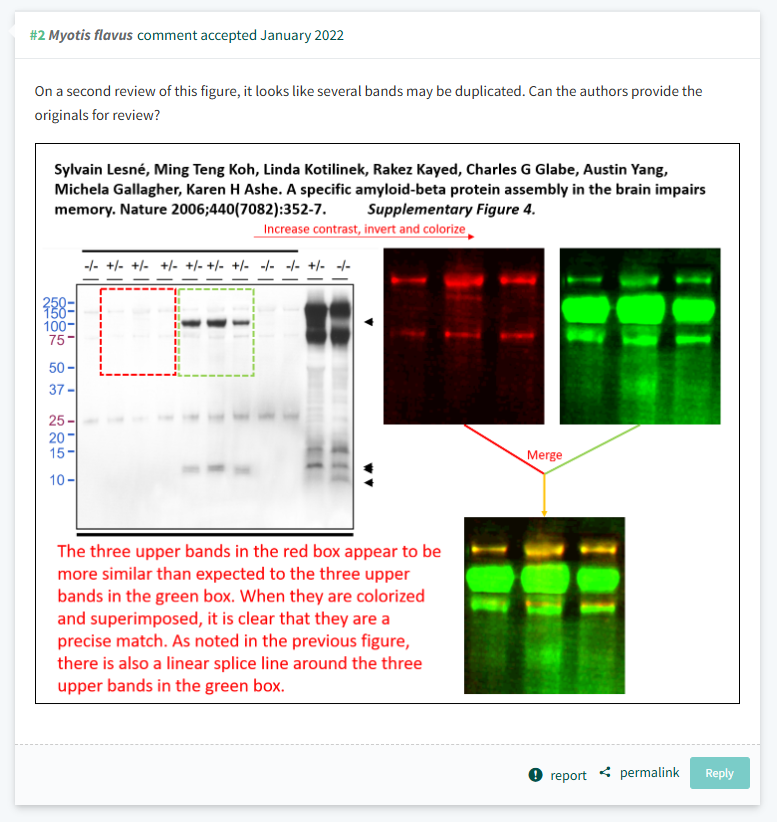 #2 Myotis flavus comment accepted January 2022
On a second review of this figure, it looks like several bands may be duplicated. Can the authors provide the
originals for review?
Sylvain Lesné, Ming Teng Koh, Linda Kotilinek, Rakez Kayed, Charles G Glabe, Austin Yang,
Michela Gallagher, Karen H Ashe. A specific amyloid-beta protein assembly in the brain impairs
memory. Nature 2006;440(7082):352-7. Supplementary Figure 4.
Increase contrast, invert and colorize
-/- +/- +/- +/- +/- +/- +/- -/- -/- +/- -/-
250
150
100
75
50
37
25
20
15
10
Merge
The three upper bands in the red box appear to be
more similar than expected to the three upper
bands in the green box. When they are colorized
and superimposed, it is clear that they are a
precise match. As noted in the previous figure,
there is also a linear splice line around the three
upper bands in the green box.
report permalink Reply